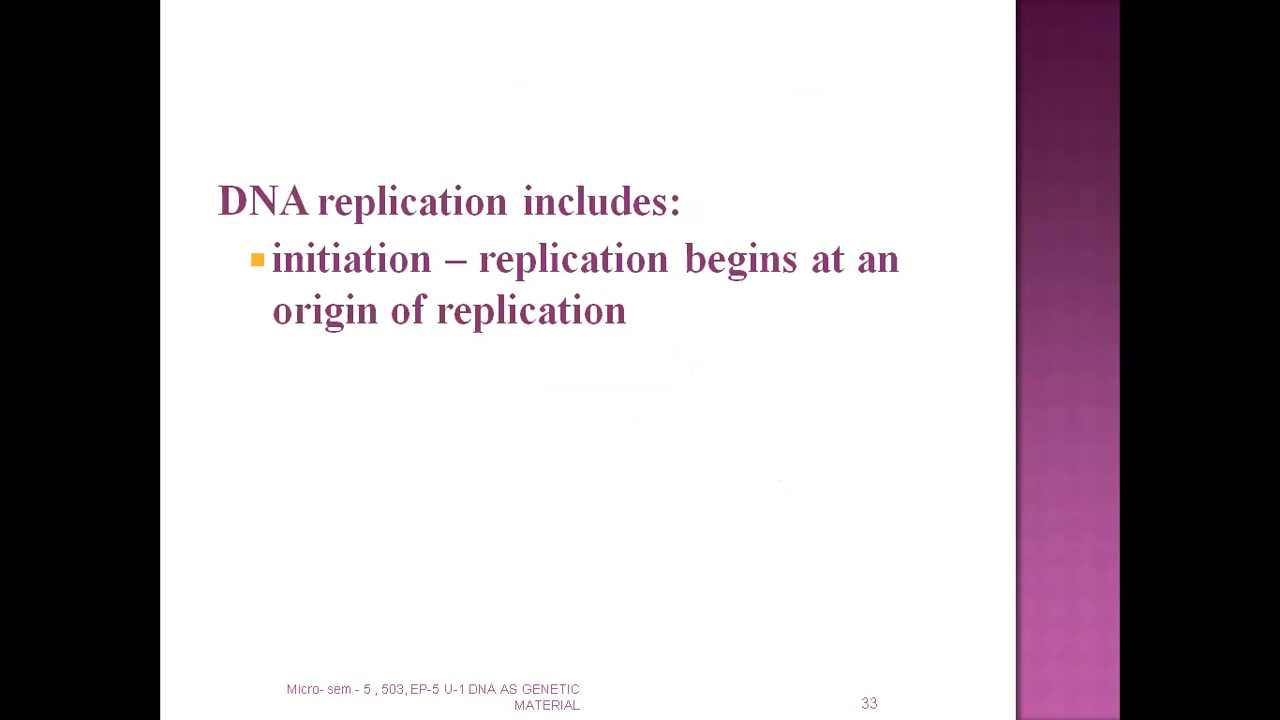 DNA replication includes:
initiation – replication begins at an
origin of replication
Micro- sem - 5 , 503, EP-5 U-1 DNA AS GENETIC
MATERIAL
33